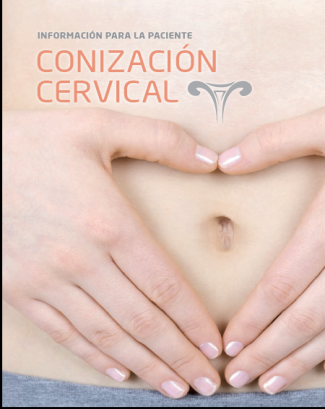 INFORMACIÓN PARA LA PACIENTE
CONIZACIÓN
CERVICAL